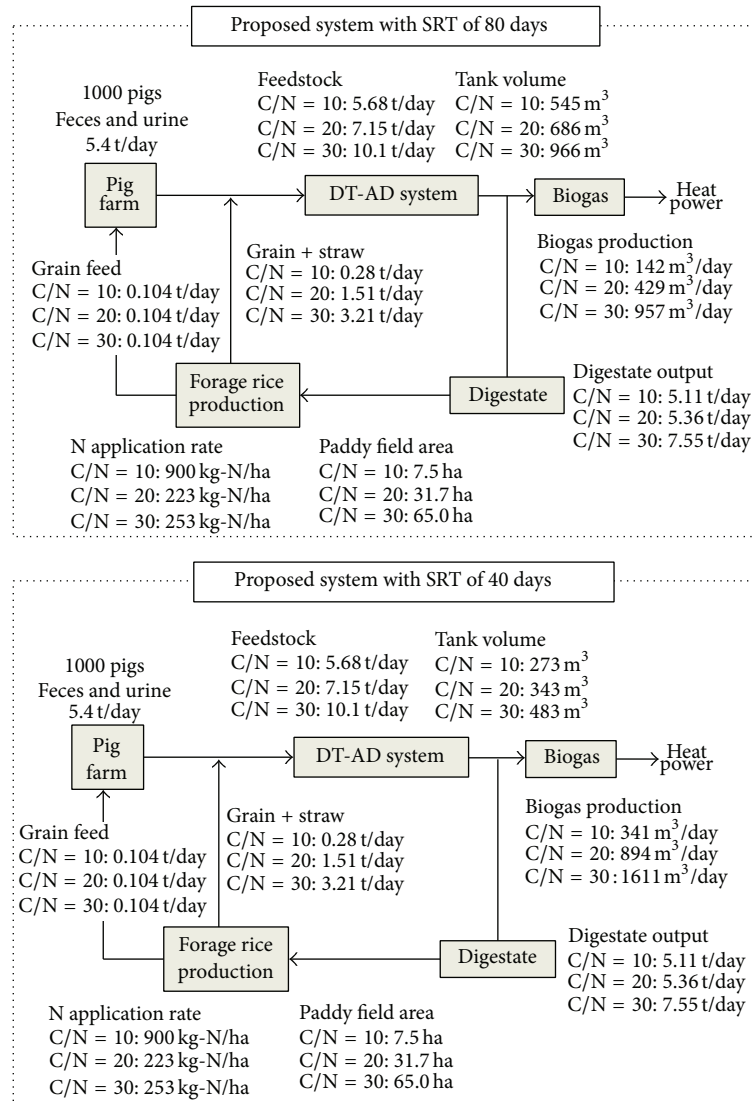 Proposed system with SRT of 80 days
1000 pigs
Feces and urine
5.4 t/day
Feedstock
C/N = 10: 5.68 t/day
C/N = 20: 7.15 t/day
C/N = 30: 10.1 t/day
Tank volume
C/N = 10: 545 m³
C/N = 20: 686 m³
C/N = 30: 966 m³
Pig
farm
DT-AD system
Biogas
Heat
power
Grain feed
C/N = 10: 0.104 t/day
C/N = 20: 0.104 t/day
C/N = 30: 0.104 t/day
Grain + straw
C/N = 10: 0.28 t/day
C/N = 20: 1.51 t/day
C/N = 30: 3.21 t/day
Biogas production
C/N = 10: 142 m³/day
C/N = 20: 429 m³/day
C/N = 30: 957 m³/day
Forage rice
production
Digestate
Digestate output
C/N = 10: 5.11 t/day
C/N = 20: 5.36 t/day
C/N = 30: 7.55 t/day
N application rate
C/N = 10: 900 kg-N/ha
C/N = 20: 223 kg-N/ha
C/N = 30: 253 kg-N/ha
Paddy field area
C/N = 10: 7.5 ha
C/N = 20: 31.7 ha
C/N = 30: 65.0 ha
Proposed system with SRT of 40 days
1000 pigs
Feces and urine
5.4 t/day
Feedstock
C/N = 10: 5.68 t/day
C/N = 20: 7.15 t/day
C/N = 30: 10.1 t/day
Tank volume
C/N = 10: 273 m³
C/N = 20: 343 m³
C/N = 30: 483 m³
Pig
farm
DT-AD system
Biogas
Heat
power
Grain feed
C/N = 10: 0.104 t/day
C/N = 20: 0.104 t/day
C/N = 30: 0.104 t/day
Grain + straw
C/N = 10: 0.28 t/day
C/N = 20: 1.51 t/day
C/N = 30: 3.21 t/day
Biogas production
C/N = 10: 341 m³/day
C/N = 20: 894 m³/day
C/N = 30 : 1611 m³/day
Forage rice
production
Digestate
Digestate output
C/N = 10: 5.11 t/day
C/N = 20: 5.36 t/day
C/N = 30: 7.55 t/day
N application rate
C/N = 10: 900 kg-N/ha
C/N = 20: 223 kg-N/ha
C/N = 30: 253 kg-N/ha
Paddy field area
C/N = 10: 7.5 ha
C/N = 20: 31.7 ha
C/N = 30: 65.0 ha